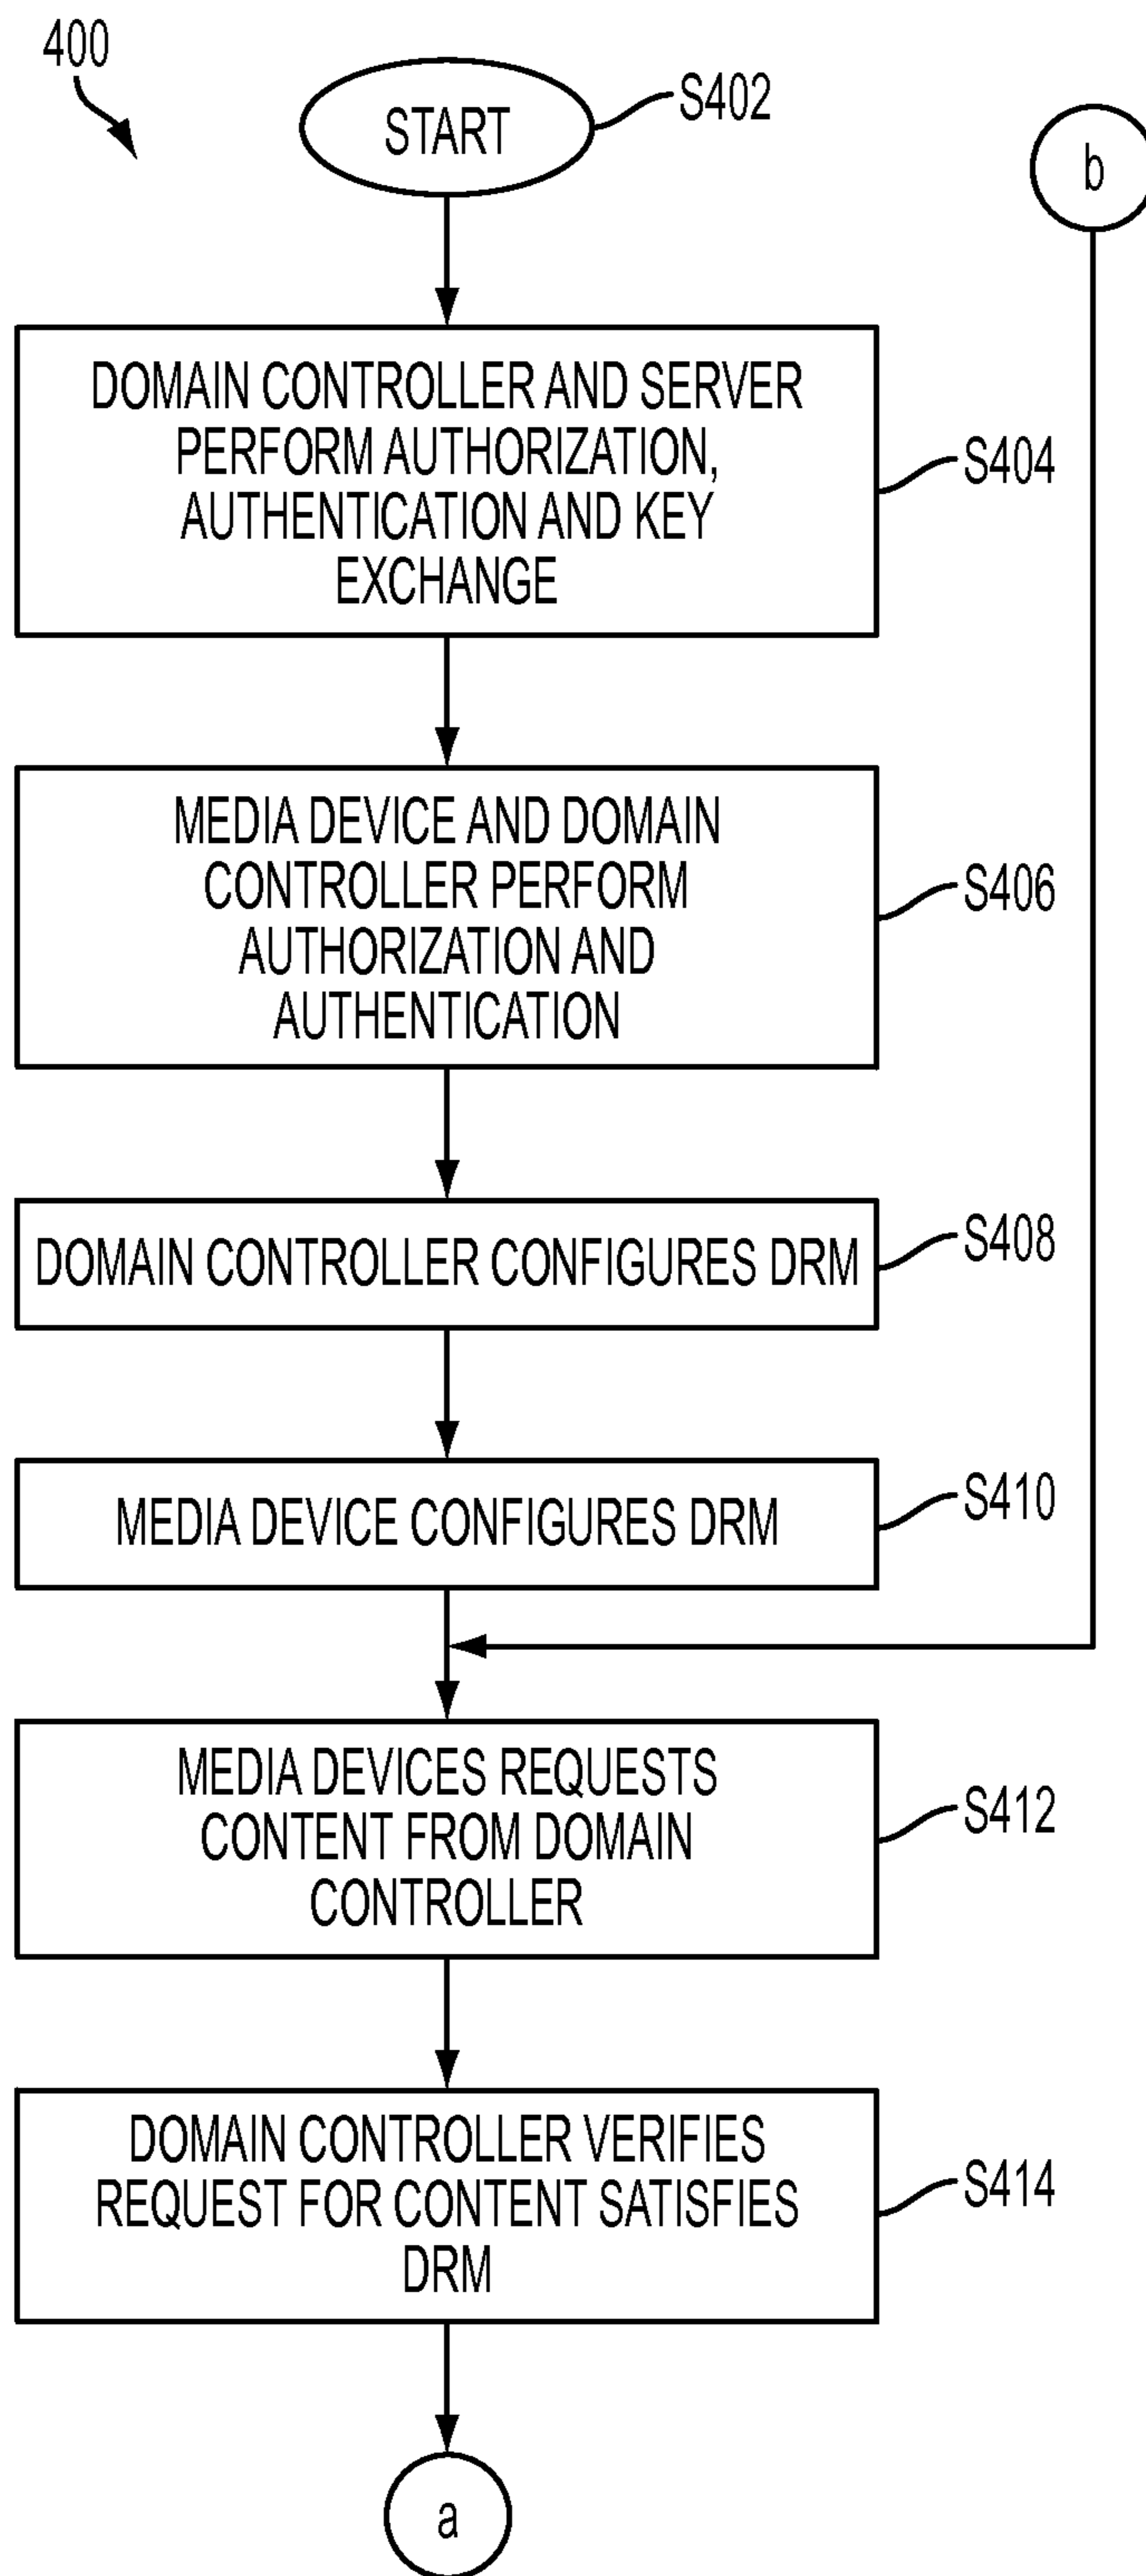 400
START
S402
b
DOMAIN CONTROLLER AND SERVER
PERFORM AUTHORIZATION,
AUTHENTICATION AND KEY
EXCHANGE
S404
MEDIA DEVICE AND DOMAIN
CONTROLLER PERFORM
AUTHORIZATION AND
AUTHENTICATION
S406
DOMAIN CONTROLLER CONFIGURES DRM
S408
MEDIA DEVICE CONFIGURES DRM
S410
MEDIA DEVICES REQUESTS
CONTENT FROM DOMAIN
CONTROLLER
S412
DOMAIN CONTROLLER VERIFIES
REQUEST FOR CONTENT SATISFIES
DRM
S414
a